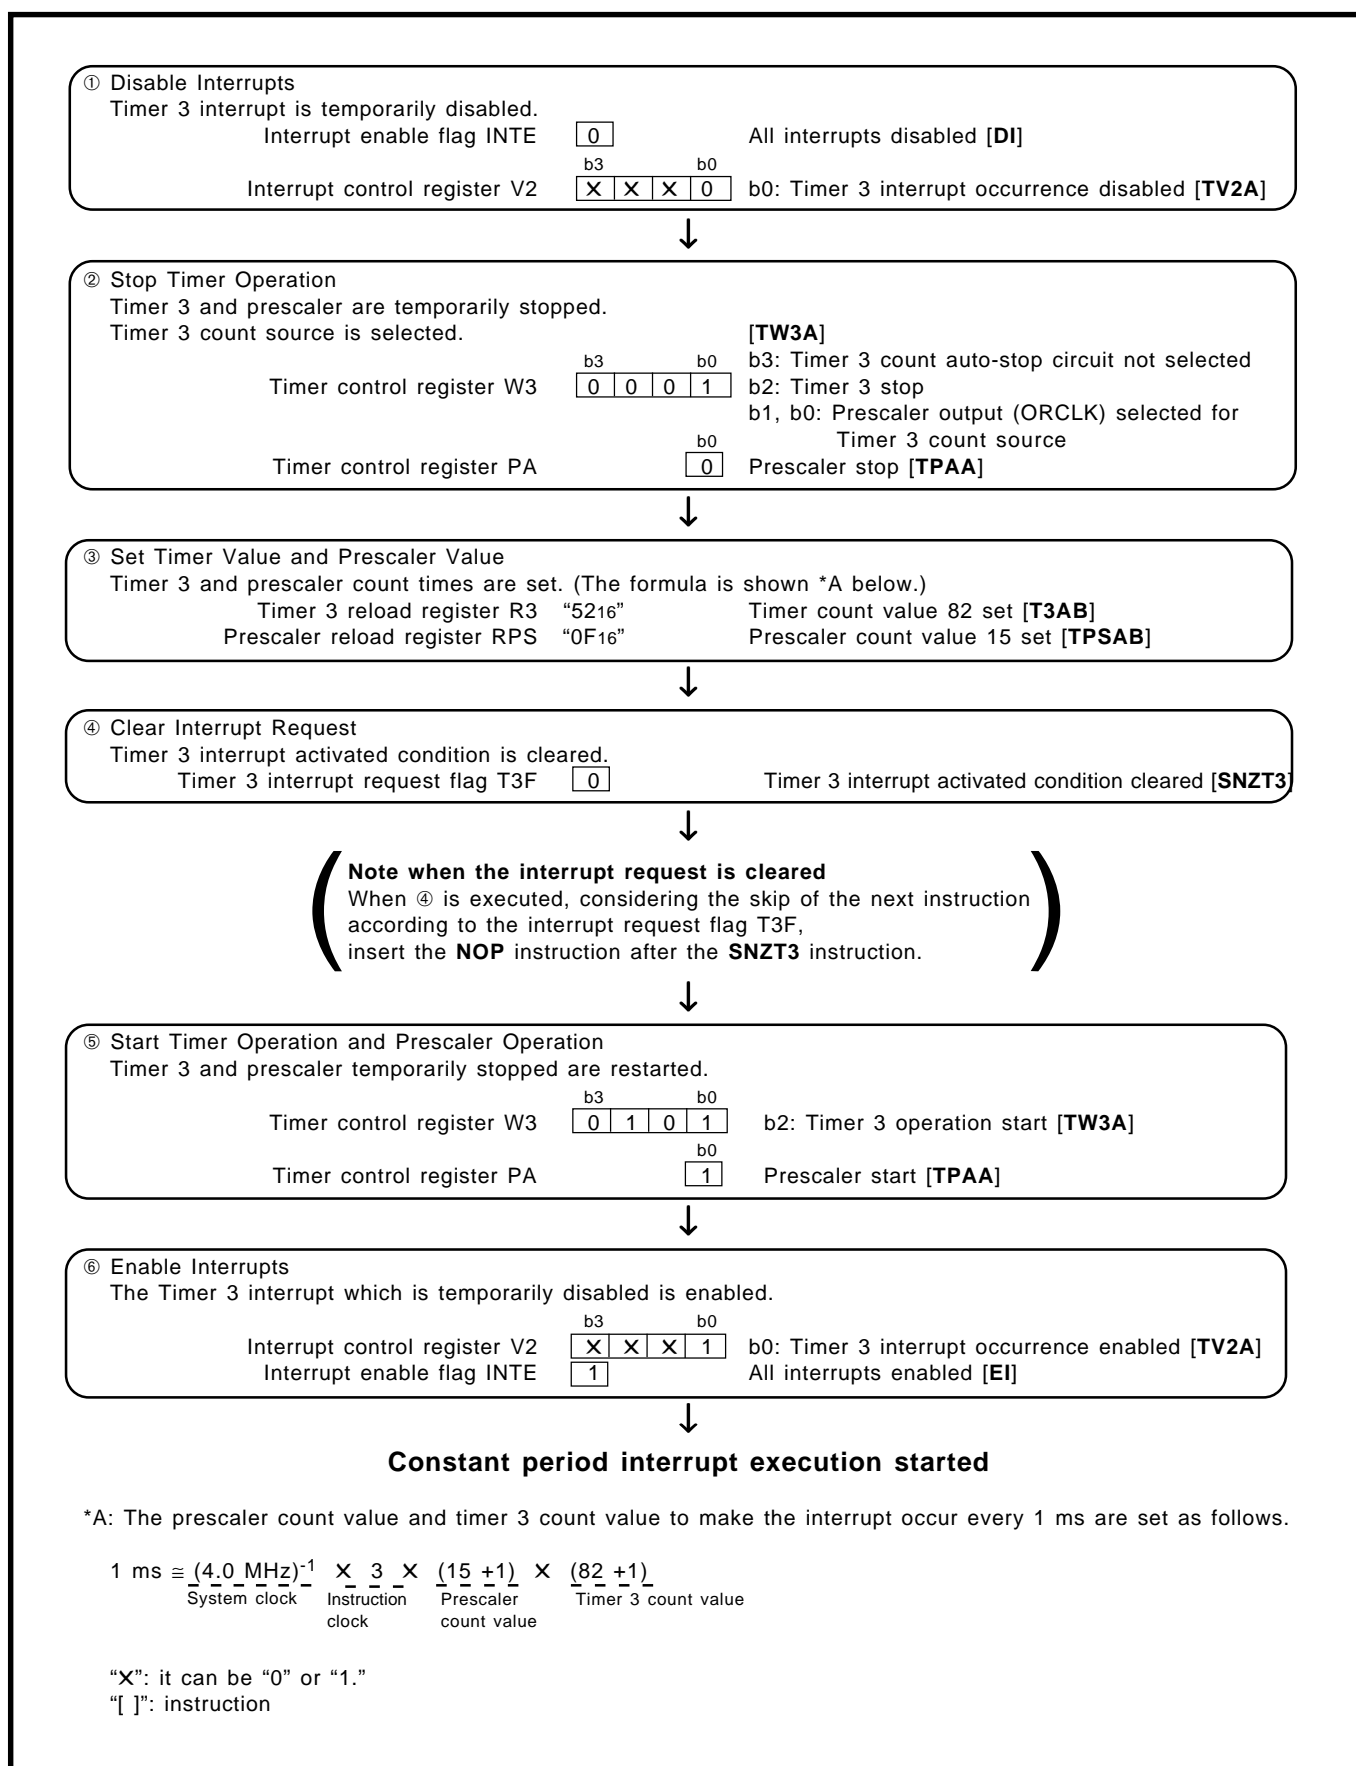 ① Disable Interrupts
Timer 3 interrupt is temporarily disabled.
Interrupt enable flag INTE 0 All interrupts disabled [DI]
b3 b0
Interrupt control register V2 ✕ ✕ ✕ 0 b0: Timer 3 interrupt occurrence disabled [TV2A]
↓
② Stop Timer Operation
Timer 3 and prescaler are temporarily stopped.
Timer 3 count source is selected. [TW3A]
b3 b0 b3: Timer 3 count auto-stop circuit not selected
Timer control register W3 0 0 0 1 b2: Timer 3 stop
b1, b0: Prescaler output (ORCLK) selected for
b0 Timer 3 count source
Timer control register PA 0 Prescaler stop [TPAA]
↓
③ Set Timer Value and Prescaler Value
Timer 3 and prescaler count times are set. (The formula is shown *A below.)
Timer 3 reload register R3 “5216” Timer count value 82 set [T3AB]
Prescaler reload register RPS “0F16” Prescaler count value 15 set [TPSAB]
↓
④ Clear Interrupt Request
Timer 3 interrupt activated condition is cleared.
Timer 3 interrupt request flag T3F 0 Timer 3 interrupt activated condition cleared [SNZT3]
↓
Note when the interrupt request is cleared
When ④ is executed, considering the skip of the next instruction
according to the interrupt request flag T3F,
insert the NOP instruction after the SNZT3 instruction.
↓
⑤ Start Timer Operation and Prescaler Operation
Timer 3 and prescaler temporarily stopped are restarted.
b3 b0
Timer control register W3 0 1 0 1 b2: Timer 3 operation start [TW3A]
b0
Timer control register PA 1 Prescaler start [TPAA]
↓
⑥ Enable Interrupts
The Timer 3 interrupt which is temporarily disabled is enabled.
b3 b0
Interrupt control register V2 ✕ ✕ ✕ 1 b0: Timer 3 interrupt occurrence enabled [TV2A]
Interrupt enable flag INTE 1 All interrupts enabled [EI]
↓
Constant period interrupt execution started
*A: The prescaler count value and timer 3 count value to make the interrupt occur every 1 ms are set as follows.
1 ms ≅ (4.0 MHz)-1 ✕ 3 ✕ (15 +1) ✕ (82 +1)
System clock Instruction Prescaler Timer 3 count value
clock count value
“✕”: it can be “0” or “1.”
“[ ]”: instruction